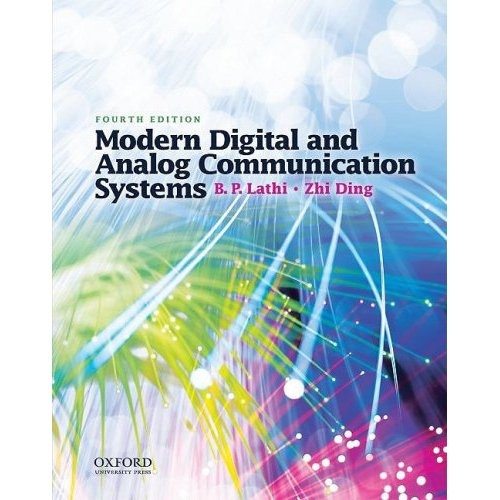 FOURTH EDITION
Modern Digital and
Analog Communication
Systems B. P. Lathi • Zhi Ding
OXFORD
UNIVERSITY PRESS